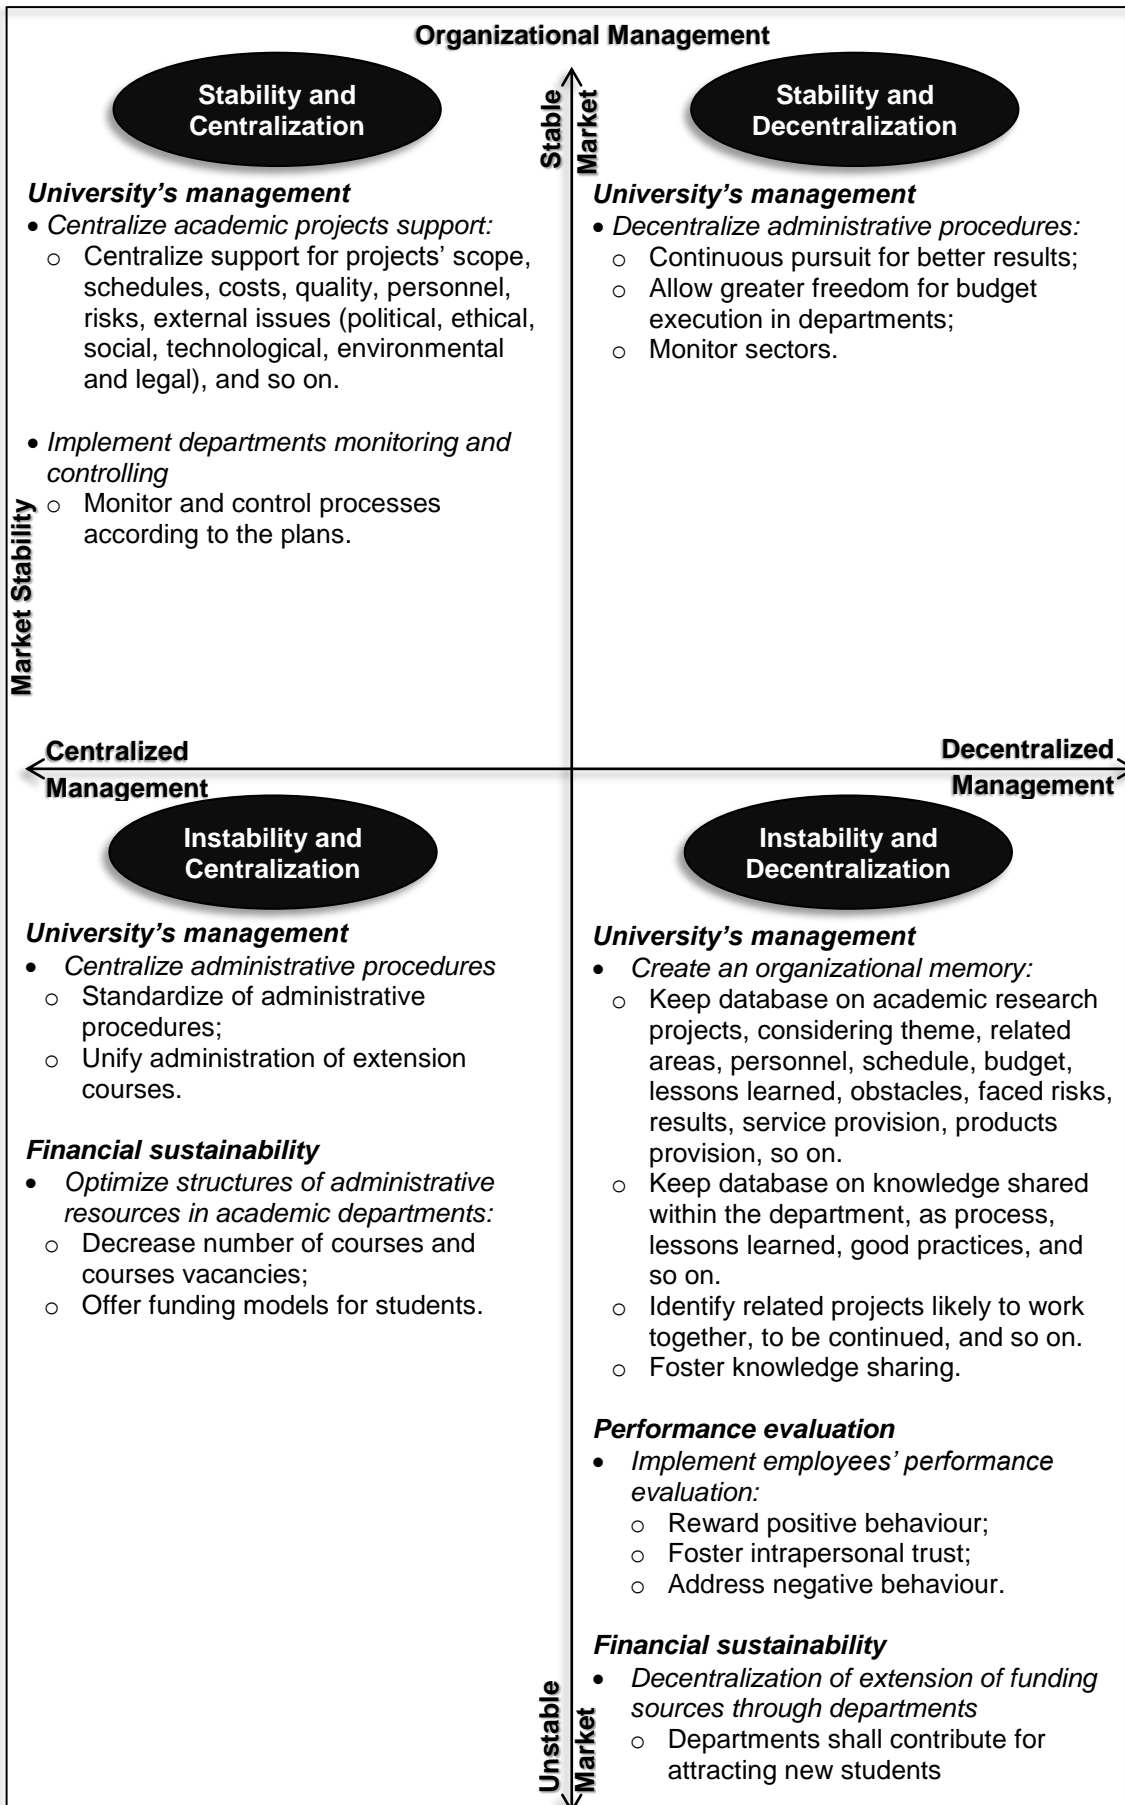 Organizational Management
Stability and
Centralization
Stable
Market
Stability and
Decentralization
University’s management
• Centralize academic projects support:
o Centralize support for projects’ scope,
schedules, costs, quality, personnel,
risks, external issues (political, ethical,
social, technological, environmental
and legal), and so on.
• Implement departments monitoring and
controlling
o Monitor and control processes
according to the plans.
University’s management
• Decentralize administrative procedures:
o Continuous pursuit for better results;
o Allow greater freedom for budget
execution in departments;
o Monitor sectors.
Market Stability
Centralized
Management
Decentralized
Management
Instability and
Centralization
Instability and
Decentralization
University’s management
• Centralize administrative procedures
o Standardize of administrative
procedures;
o Unify administration of extension
courses.
Financial sustainability
• Optimize structures of administrative
resources in academic departments:
o Decrease number of courses and
courses vacancies;
o Offer funding models for students.
University’s management
• Create an organizational memory:
o Keep database on academic research
projects, considering theme, related
areas, personnel, schedule, budget,
lessons learned, obstacles, faced risks,
results, service provision, products
provision, so on.
o Keep database on knowledge shared
within the department, as process,
lessons learned, good practices, and
so on.
o Identify related projects likely to work
together, to be continued, and so on.
o Foster knowledge sharing.
Performance evaluation
• Implement employees’ performance
evaluation:
o Reward positive behaviour;
o Foster intrapersonal trust;
o Address negative behaviour.
Financial sustainability
• Decentralization of extension of funding
sources through departments
o Departments shall contribute for
attracting new students
Unstable
Market